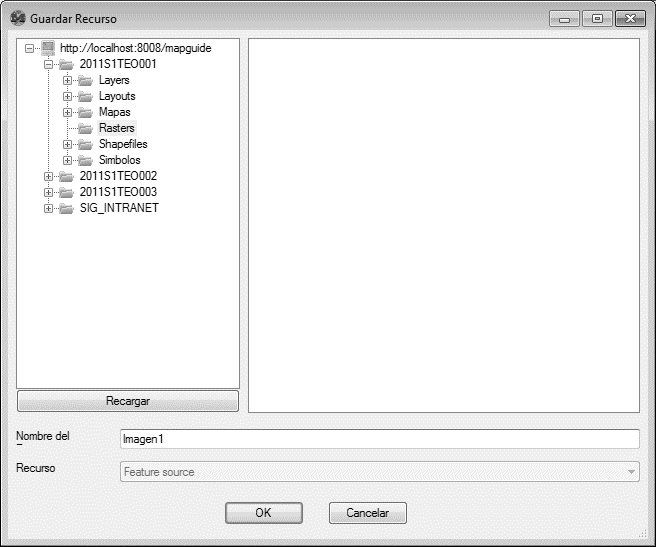 Guardar Recurso
http://localhost:8008/mapguide
2011S1TEO001
Layers
Layouts
Mapas
Rasters
Shapefiles
Simbolos
2011S1TEO002
2011S1TEO003
SIG_INTRANET
Recargar
Nombre del
Imagen1
Recurso
Feature source
OK
Cancelar